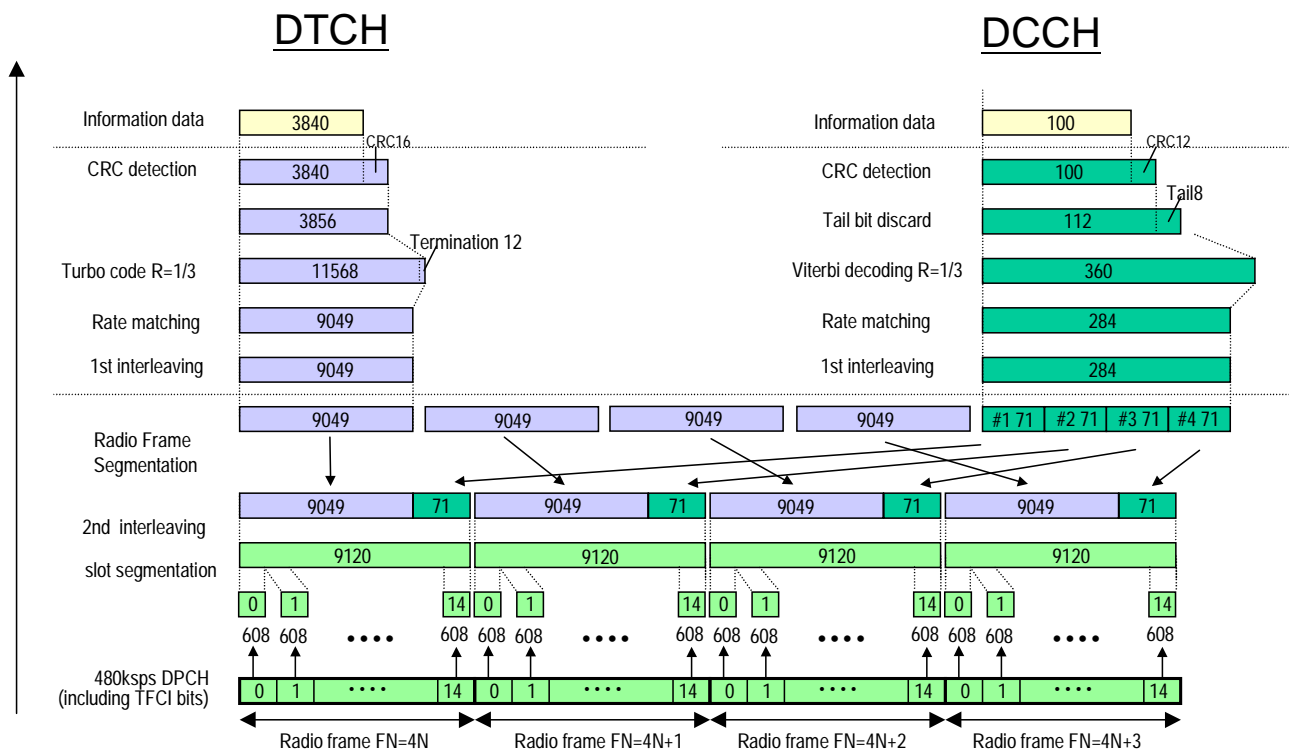 DTCH DCCH
Information data 3840 Information data 100
CRC16 CRC12
CRC detection 3840 CRC detection 100
Tail8
3856 Tail bit discard 112
Termination 12
Turbo code R=1/3 11568 Viterbi decoding R=1/3 360
Rate matching 9049 Rate matching 284
1st interleaving 9049 1st interleaving 284
9049 9049 9049 9049 #1 71 #2 71 #3 71 #4 71
Radio Frame
Segmentation
9049 71 9049 71 9049 71 9049 71
2nd interleaving
9120 9120 9120 9120
slot segmentation
0 1 14 0 1 14 0 1 14 0 1 14
608 608 •••• 608 608 608 •••• 608 608 608 •••• 608 608 608 •••• 608
480ksps DPCH
(including TFCI bits)
0 1 •••• 14 0 1 •••• 14 0 1 •••• 14 0 1 •••• 14
Radio frame FN=4N Radio frame FN=4N+1 Radio frame FN=4N+2 Radio frame FN=4N+3